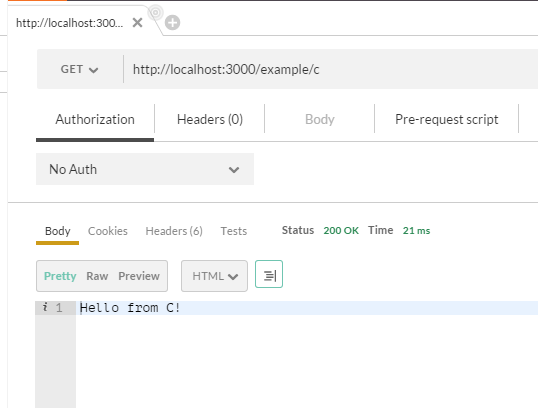 http://localhost:300...
GET http://localhost:3000/example/c
Authorization Headers (0) Body Pre-request script
No Auth
Body Cookies Headers (6) Tests Status 200 OK Time 21 ms
Pretty Raw Preview HTML
i 1 Hello from C!